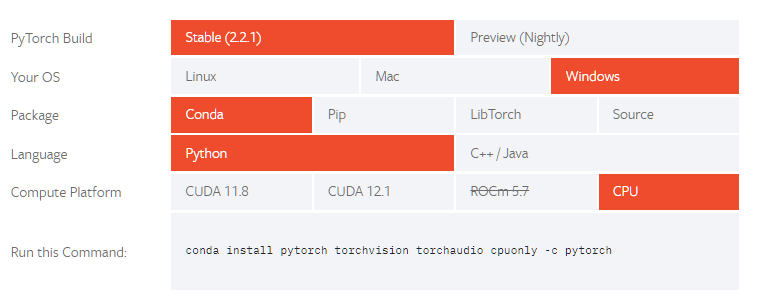 PyTorch Build Stable (2.2.1) Preview (Nightly)
Your OS Linux Mac Windows
Package Conda Pip LibTorch Source
Language Python C++ / Java
Compute Platform CUDA 11.8 CUDA 12.1 ROCm 5.7 CPU
Run this Command: conda install pytorch torchvision torchaudio cpuonly -c pytorch